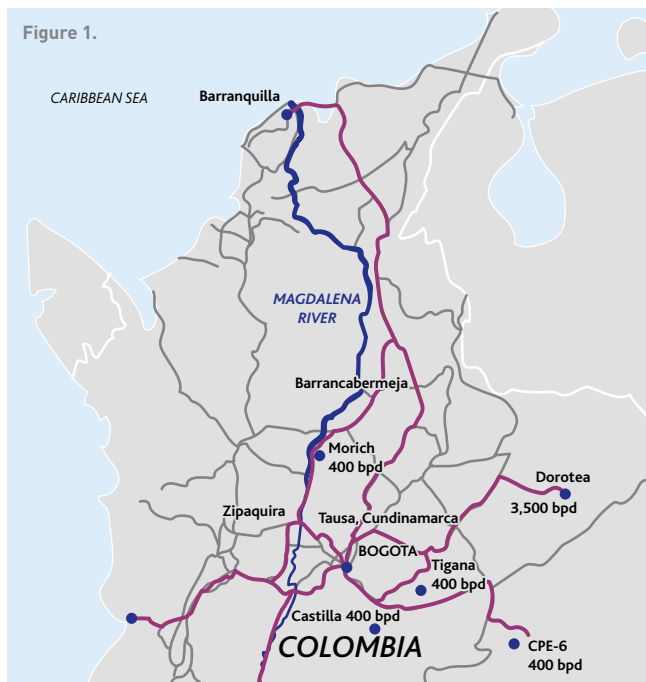 Figure 1.
CARIBBEAN SEA
Barranquilla
MAGDALENA
RIVER
Barrancabermeja
Morich
400 bpd
Dorotea
3,500 bpd
Zipaquira
Tausa, Cundinamarca
BOGOTA
Tigana
400 bpd
Castilla 400 bpd
COLOMBIA
CPE-6
400 bpd